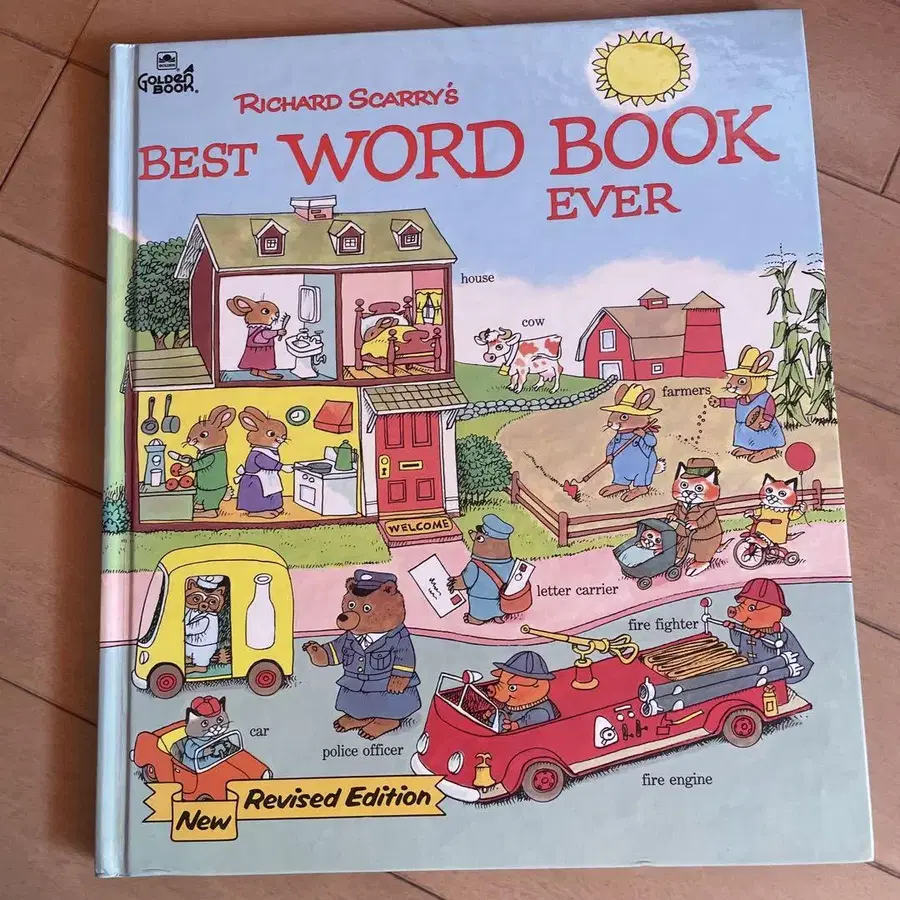 GOLDEN
GOLDEN
BOOK®
RICHARD SCARRY'S
BEST WORD BOOK
EVER
house
cow
farmers
WELCOME
letter carrier
fire fighter
car
police officer
fire engine
New Revised Edition